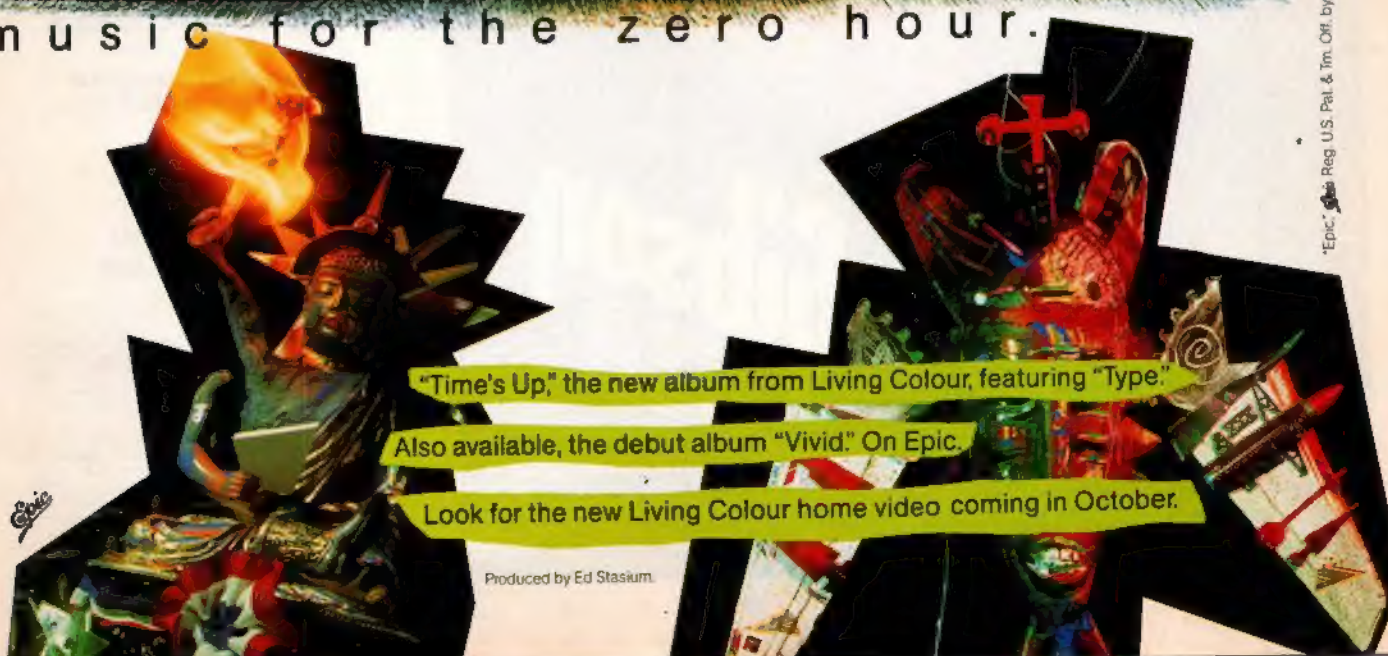 music for the zero hour.
"Epic," Epic Reg. U.S. Pat. & Tm. Off. by
"Time's Up," the new album from Living Colour, featuring "Type."
Also available, the debut album "Vivid." On Epic.
Look for the new Living Colour home video coming in October.
Epic
Produced by Ed Stasium.